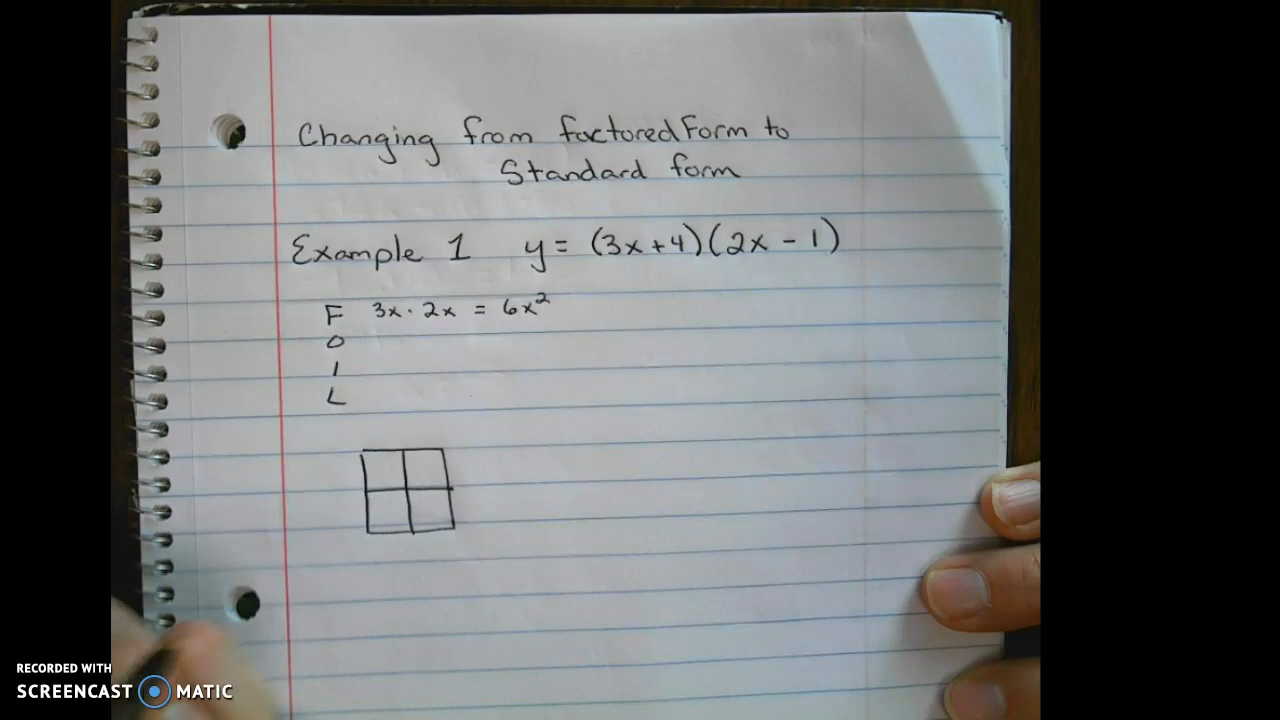 Changing from factored Form to
Standard form
Example 1 y = (3x + 4)(2x - 1)
F 3x · 2x = 6x²
O
I
L
RECORDED WITH
SCREENCAST MATIC